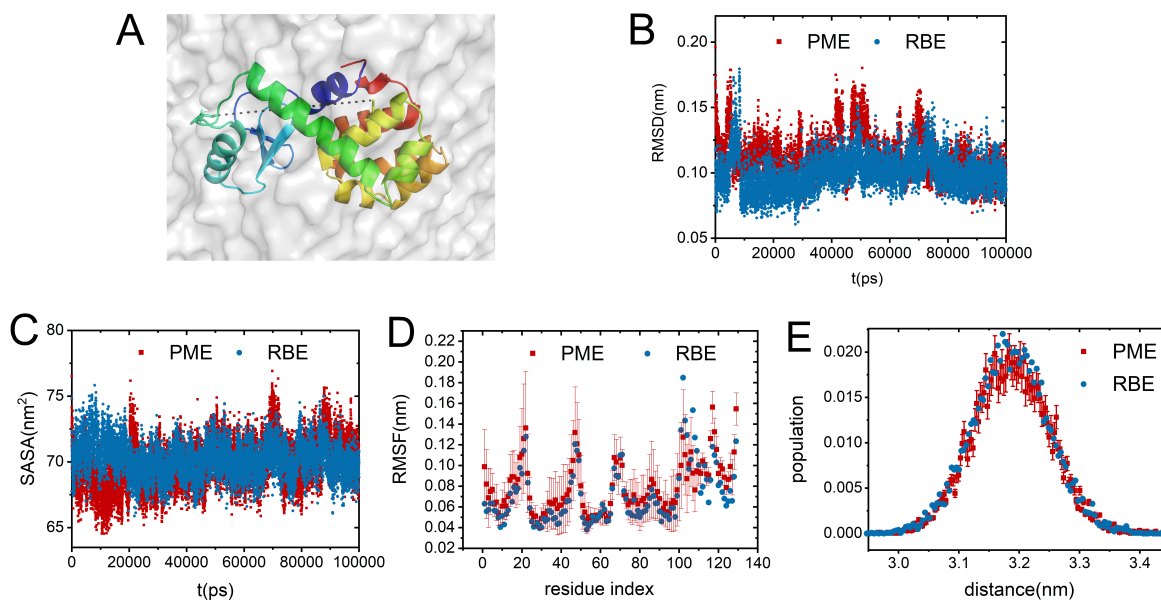 A
B
PME RBE
RMSD(nm)
0.20
0.15
0.10
0.05
0 20000 40000 60000 80000 100000
t(ps)
C
PME RBE
SASA(nm²)
80
75
70
65
0 20000 40000 60000 80000 100000
t(ps)
D
PME RBE
RMSF(nm)
0.22
0.20
0.18
0.16
0.14
0.12
0.10
0.08
0.06
0.04
0.02
0 20 40 60 80 100 120 140
residue index
E
PME
RBE
population
0.020
0.015
0.010
0.005
0.000
3.0 3.1 3.2 3.3 3.4
distance(nm)